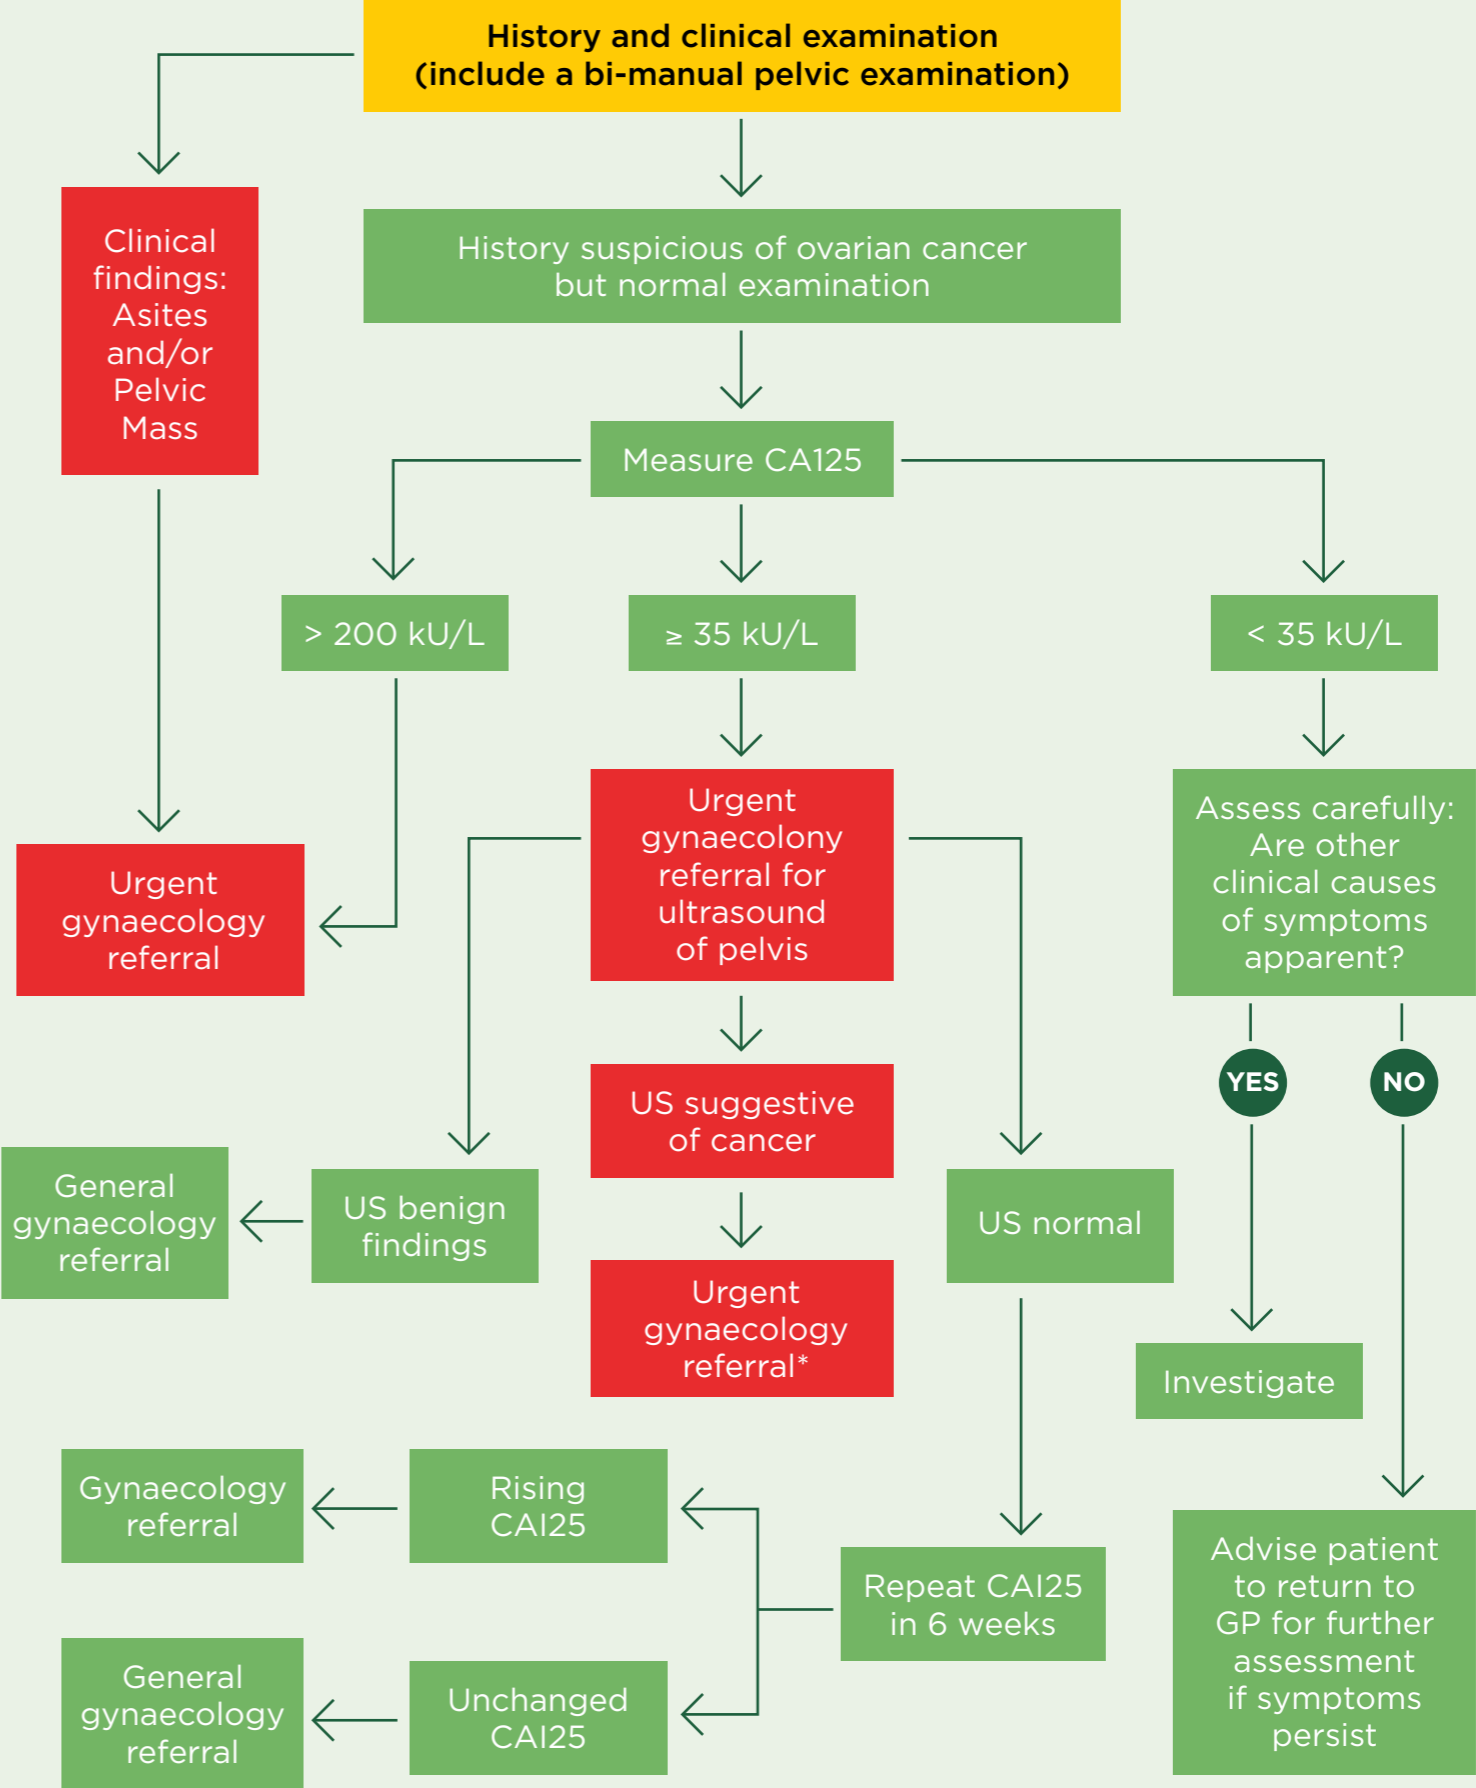 History and clinical examination
(include a bi-manual pelvic examination)
Clinical
findings:
Asites
and/or
Pelvic
Mass
History suspicious of ovarian cancer
but normal examination
Measure CA125
> 200 kU/L
≥ 35 kU/L
< 35 kU/L
Urgent
gynaecology
referral
Urgent
gynaecolony
referral for
ultrasound
of pelvis
Assess carefully:
Are other
clinical causes
of symptoms
apparent?
YES
NO
US suggestive
of cancer
General
gynaecology
referral
US benign
findings
US normal
Urgent
gynaecology
referral*
Investigate
Gynaecology
referral
Rising
CAI25
Repeat CAI25
in 6 weeks
Advise patient
to return to
GP for further
assessment
if symptoms
persist
General
gynaecology
referral
Unchanged
CAI25